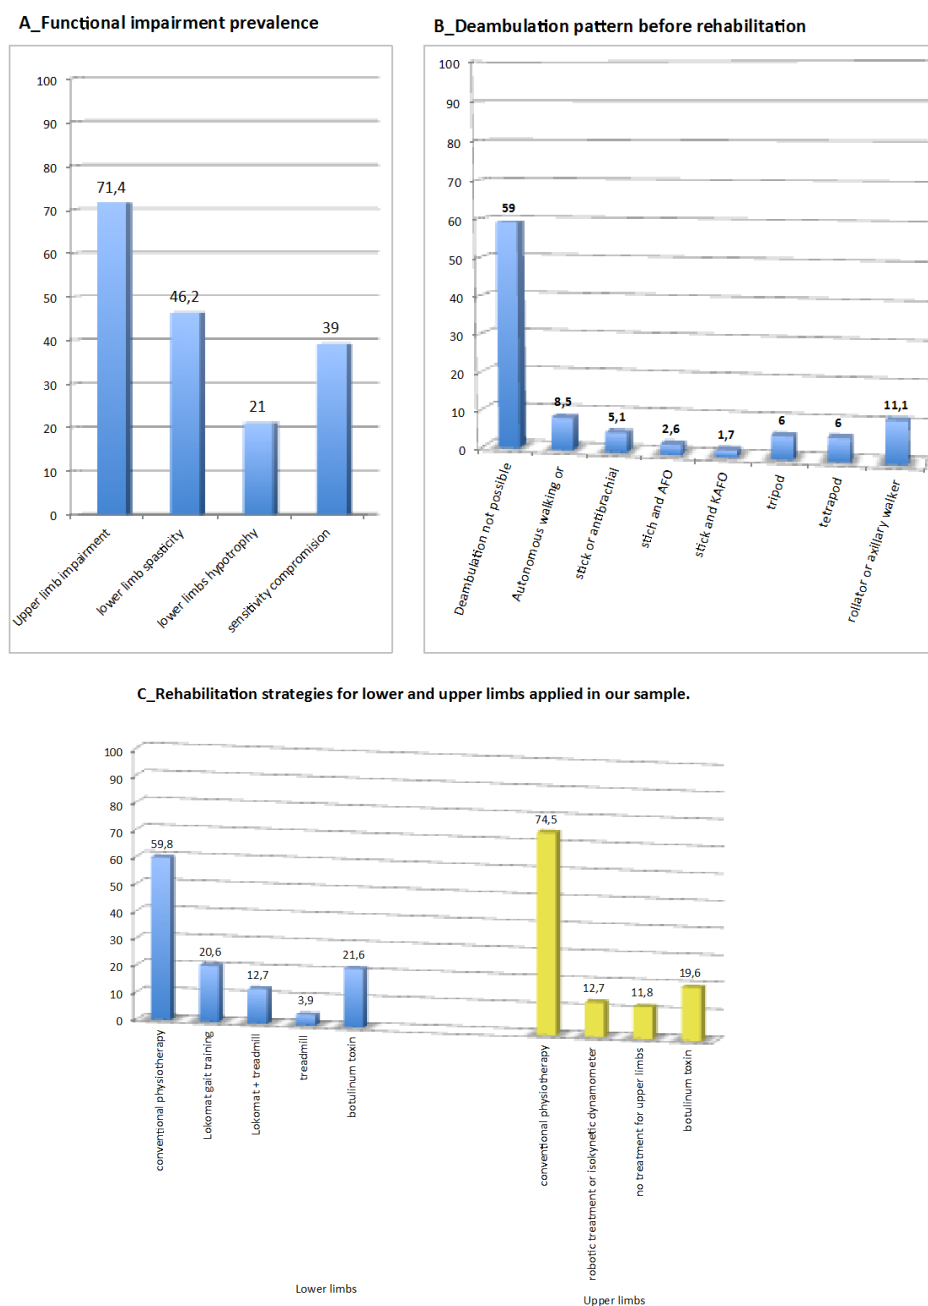 A_Functional impairment prevalence
100
90
80
70
60
50
40
30
20
10
0
71,4
46,2
21
39
Upper limb impairment
lower limb spasticity
lower limbs hypotrophy
sensitivity compromision
B_Deambulation pattern before rehabilitation
100
90
80
70
60
50
40
30
20
10
0
59
8,5
5,1
2,6
1,7
6
6
11,1
Deambulation not possible
Autonomous walking or
stick or antibrachial
stich and AFO
stick and KAFO
tripod
tetrapod
rollator or axillary walker
C_Rehabilitation strategies for lower and upper limbs applied in our sample.
100
90
80
70
60
50
40
30
20
10
0
59,8
20,6
12,7
3,9
21,6
74,5
12,7
11,8
19,6
conventional physiotherapy
Lokomat gait training
Lokomat + treadmill
treadmill
botulinum toxin
conventional physiotherapy
robotic treatment or isokynetic dynamometer
no treatment for upper limbs
botulinum toxin
Lower limbs
Upper limbs